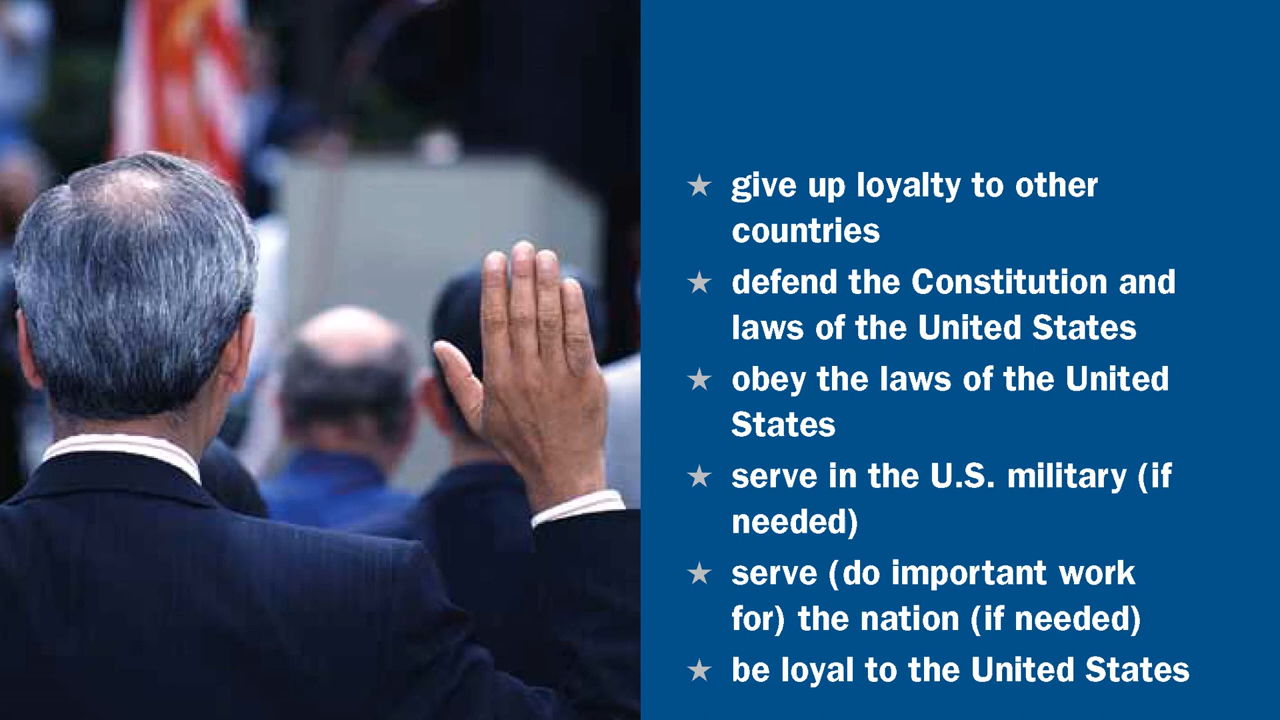 ★ give up loyalty to other
countries
★ defend the Constitution and
laws of the United States
★ obey the laws of the United
States
★ serve in the U.S. military (if
needed)
★ serve (do important work
for) the nation (if needed)
★ be loyal to the United States